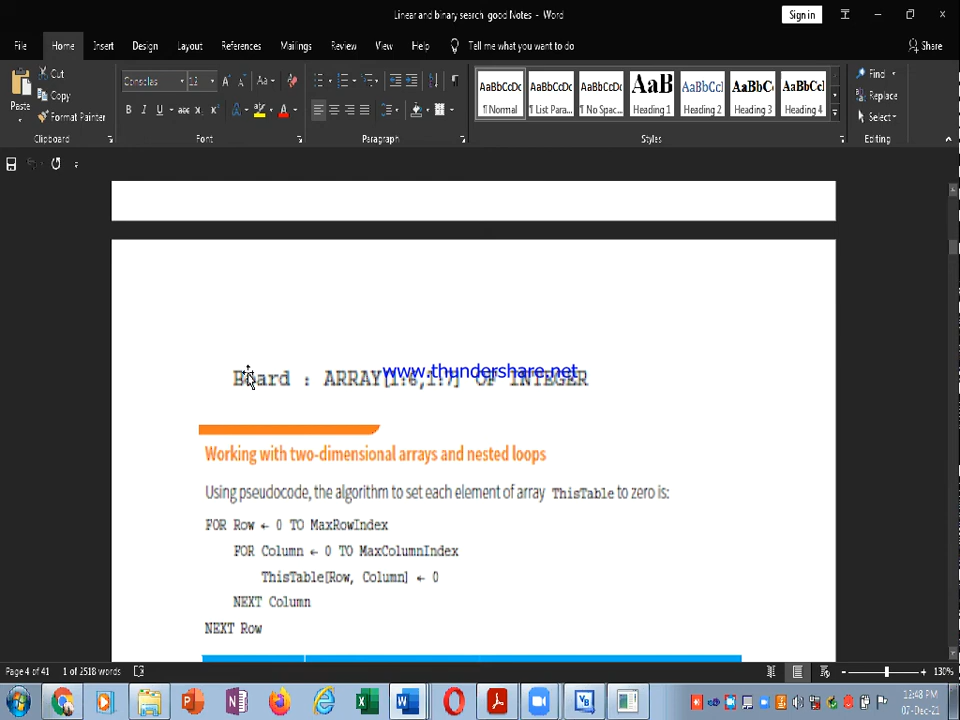 Linear and binary search good Notes - Word
Sign in
File Home Insert Design Layout References Mailings Review View Help Tell me what you want to do Share
Paste
Cut
Copy
Format Painter
Clipboard
Consolas 12
Font
Paragraph
AaBbCcDc AaBbCcDc AaBbCcDc AaB AaBbCcl AaBbCc AaBbCc
¶ Normal ¶ List Para... ¶ No Spac... Heading 1 Heading 2 Heading 3 Heading 4
Styles
Find
Replace
Select
Editing
www.thundershare.net
Board : ARRAY[1:6,1:7] OF INTEGER
Working with two-dimensional arrays and nested loops
Using pseudocode, the algorithm to set each element of array ThisTable to zero is:
FOR Row ← 0 TO MaxRowIndex
FOR Column ← 0 TO MaxColumnIndex
ThisTable[Row, Column] ← 0
NEXT Column
NEXT Row
Page 4 of 41 1 of 2518 words 130%
12:48 PM
07-Dec-21